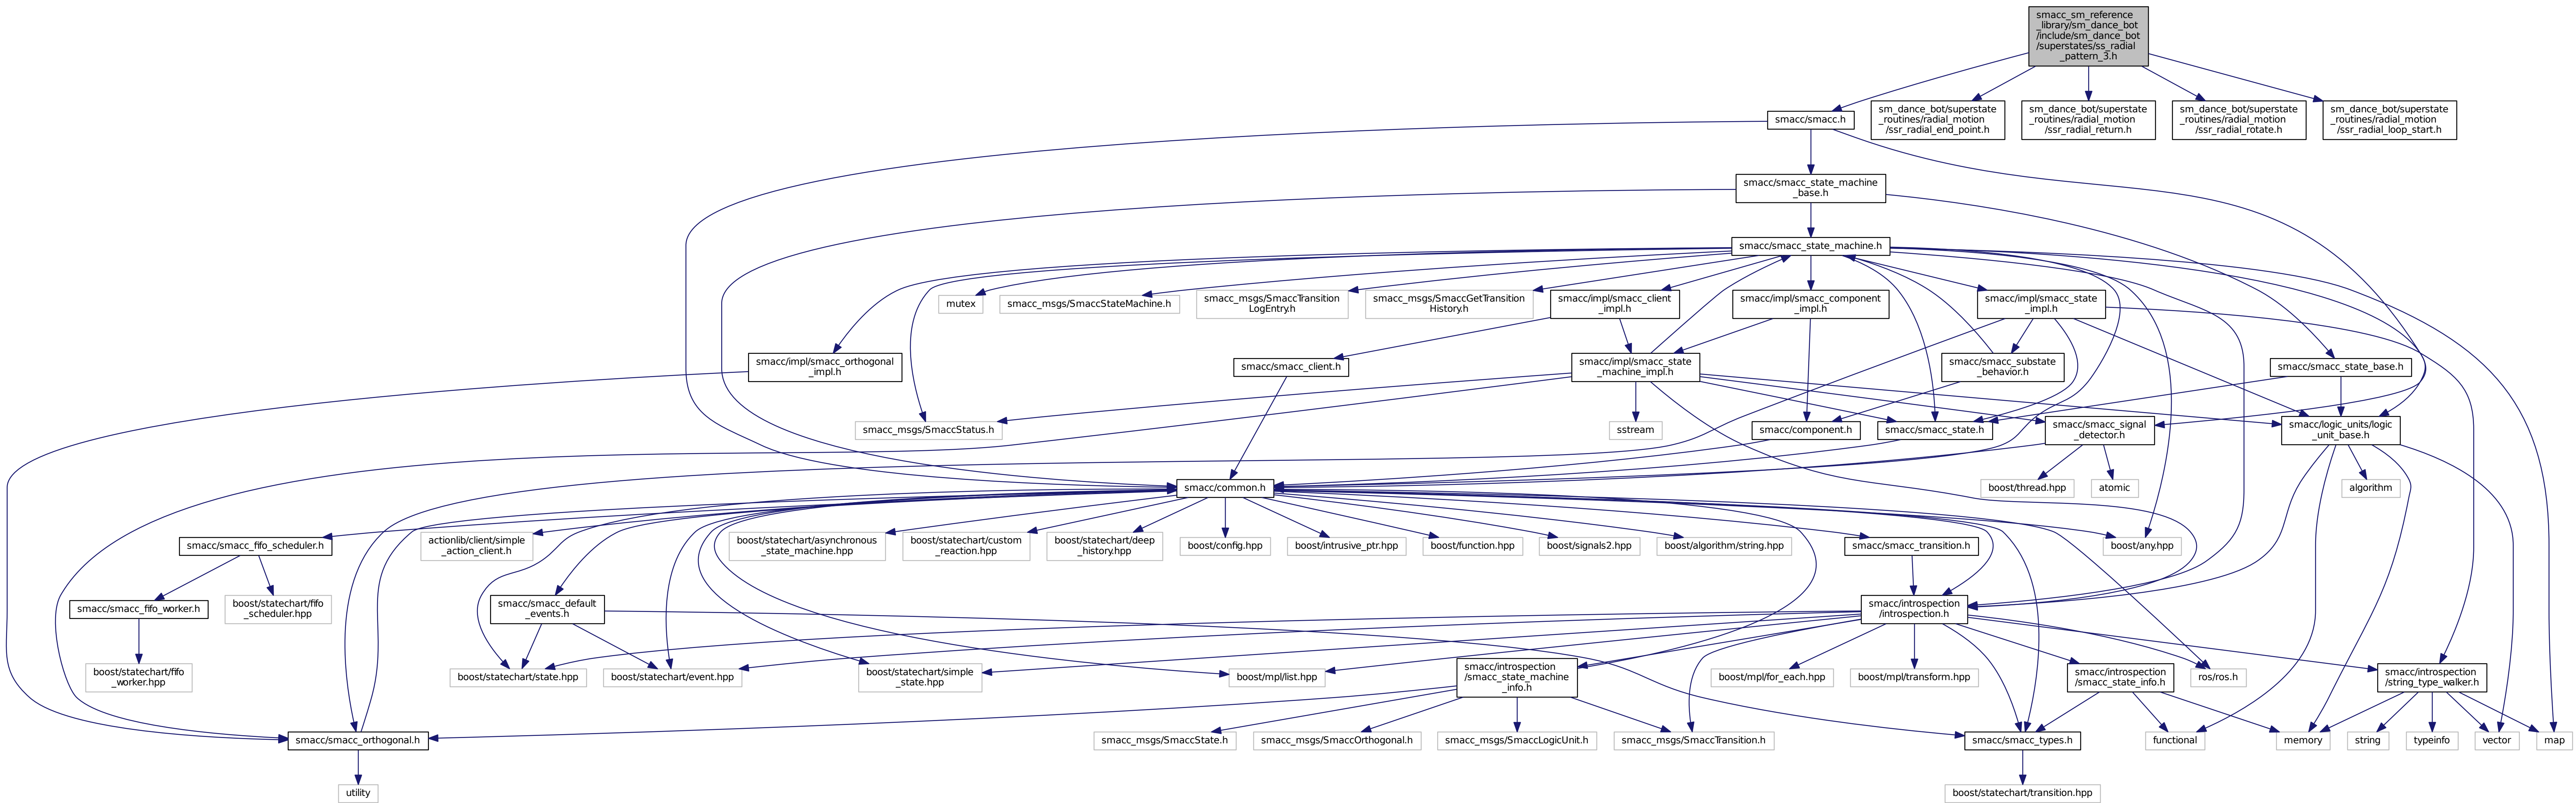 smacc_sm_reference
_library/sm_dance_bot
/include/sm_dance_bot
/superstates/ss_radial
_pattern_3.h
smacc/smacc.h
sm_dance_bot/superstate
_routines/radial_motion
/ssr_radial_end_point.h
sm_dance_bot/superstate
_routines/radial_motion
/ssr_radial_return.h
sm_dance_bot/superstate
_routines/radial_motion
/ssr_radial_rotate.h
sm_dance_bot/superstate
_routines/radial_motion
/ssr_radial_loop_start.h
smacc/smacc_state_machine
_base.h
smacc/smacc_state_machine.h
mutex
smacc_msgs/SmaccStateMachine.h
smacc_msgs/SmaccTransition
LogEntry.h
smacc_msgs/SmaccGetTransition
History.h
smacc/impl/smacc_client
_impl.h
smacc/impl/smacc_component
_impl.h
smacc/impl/smacc_state
_impl.h
smacc/impl/smacc_orthogonal
_impl.h
smacc/smacc_client.h
smacc/impl/smacc_state
_machine_impl.h
smacc/smacc_substate
_behavior.h
smacc/smacc_state_base.h
smacc_msgs/SmaccStatus.h
sstream
smacc/component.h
smacc/smacc_state.h
smacc/smacc_signal
_detector.h
smacc/logic_units/logic
_unit_base.h
smacc/common.h
boost/thread.hpp
atomic
algorithm
smacc/smacc_fifo_scheduler.h
actionlib/client/simple
_action_client.h
boost/statechart/asynchronous
_state_machine.hpp
boost/statechart/custom
_reaction.hpp
boost/statechart/deep
_history.hpp
boost/config.hpp
boost/intrusive_ptr.hpp
boost/function.hpp
boost/signals2.hpp
boost/algorithm/string.hpp
smacc/smacc_transition.h
boost/any.hpp
smacc/smacc_fifo_worker.h
boost/statechart/fifo
_scheduler.hpp
smacc/smacc_default
_events.h
smacc/introspection
/introspection.h
boost/statechart/fifo
_worker.hpp
boost/statechart/state.hpp
boost/statechart/event.hpp
boost/statechart/simple
_state.hpp
boost/mpl/list.hpp
smacc/introspection
/smacc_state_machine
_info.h
boost/mpl/for_each.hpp
boost/mpl/transform.hpp
smacc/introspection
/smacc_state_info.h
ros/ros.h
smacc/introspection
/string_type_walker.h
smacc/smacc_orthogonal.h
smacc_msgs/SmaccState.h
smacc_msgs/SmaccOrthogonal.h
smacc_msgs/SmaccLogicUnit.h
smacc_msgs/SmaccTransition.h
smacc/smacc_types.h
functional
memory
string
typeinfo
vector
map
utility
boost/statechart/transition.hpp